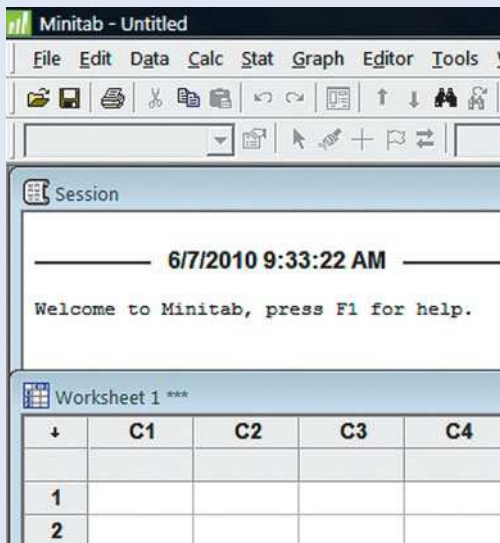 Minitab - Untitled
File Edit Data Calc Stat Graph Editor Tools
Session
6/7/2010 9:33:22 AM
Welcome to Minitab, press F1 for help.
Worksheet 1 ***
C1 C2 C3 C4
1
2